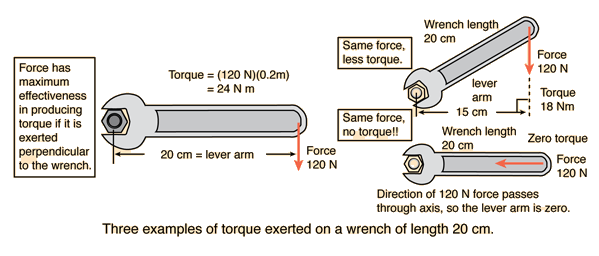 Force has
maximum
effectiveness
in producing
torque if it is
exerted
perpendicular
to the wrench.
Torque = (120 N)(0.2m)
= 24 N m
20 cm = lever arm
Force
120 N
Same force,
less torque.
Wrench length
20 cm
Force
120 N
lever
arm
15 cm
Torque
18 Nm
Same force,
no torque!!
Wrench length
20 cm
Zero torque
Force
120 N
Direction of 120 N force passes
through axis, so the lever arm is zero.
Three examples of torque exerted on a wrench of length 20 cm.